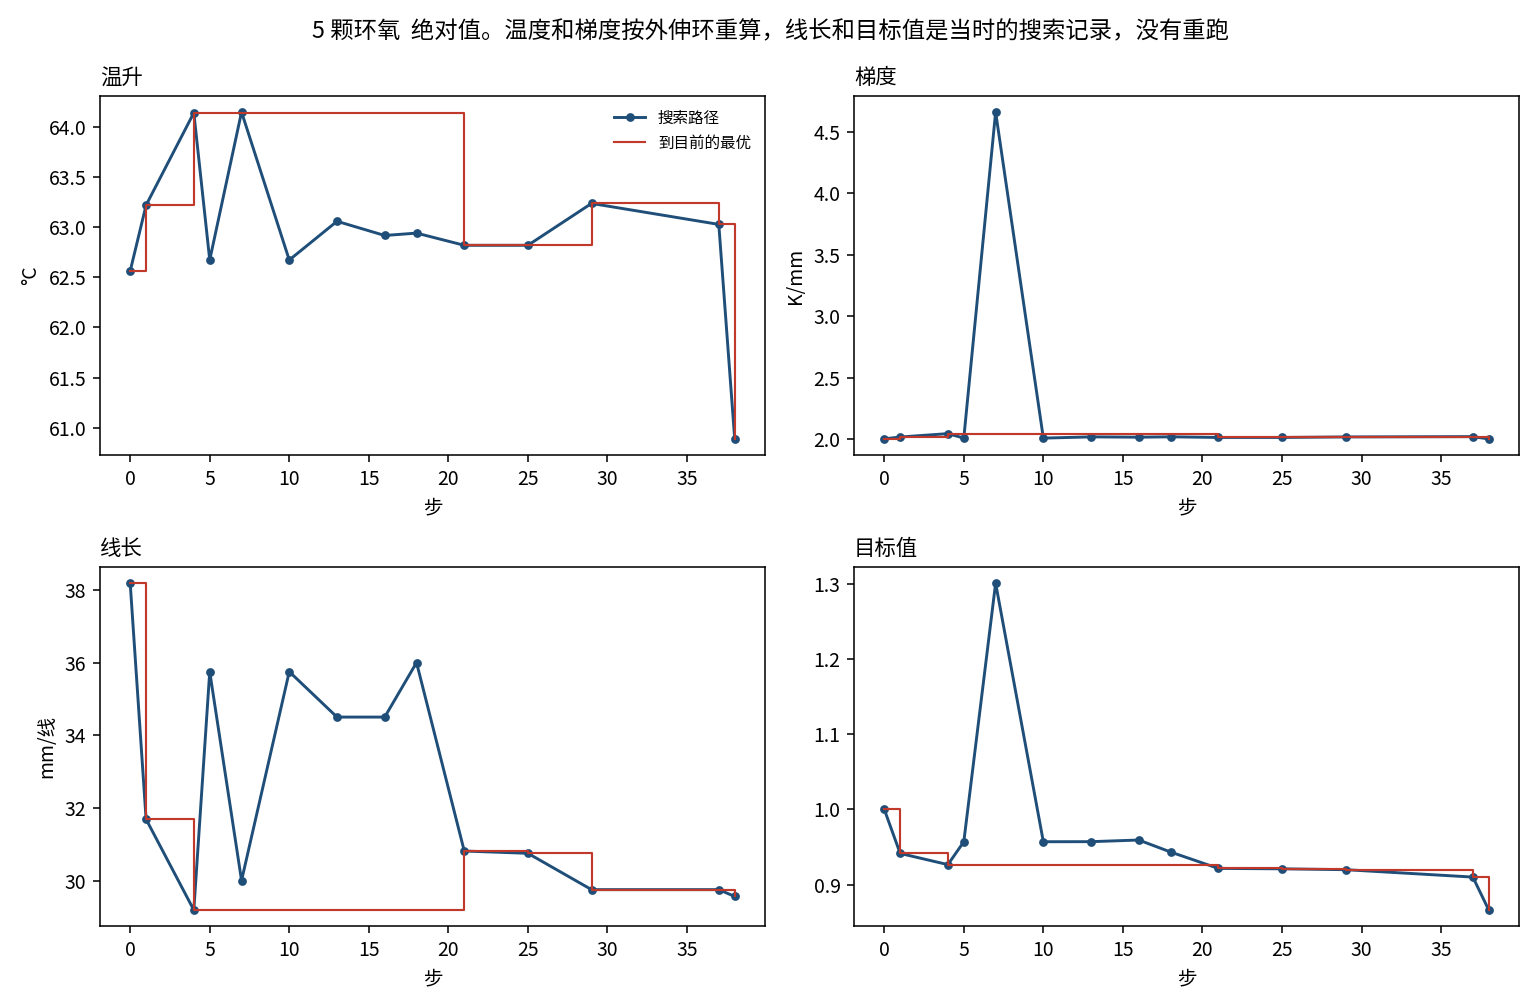 5 颗环氧  绝对值。温度和梯度按外伸环重算，线长和目标值是当时的搜索记录，没有重跑
温升
℃
64.0
63.5
63.0
62.5
62.0
61.5
61.0
搜索路径
到目前的最优
0 5 10 15 20 25 30 35
步
梯度
K/mm
4.5
4.0
3.5
3.0
2.5
2.0
0 5 10 15 20 25 30 35
步
线长
mm/线
38
36
34
32
30
0 5 10 15 20 25 30 35
步
目标值
1.3
1.2
1.1
1.0
0.9
0 5 10 15 20 25 30 35
步